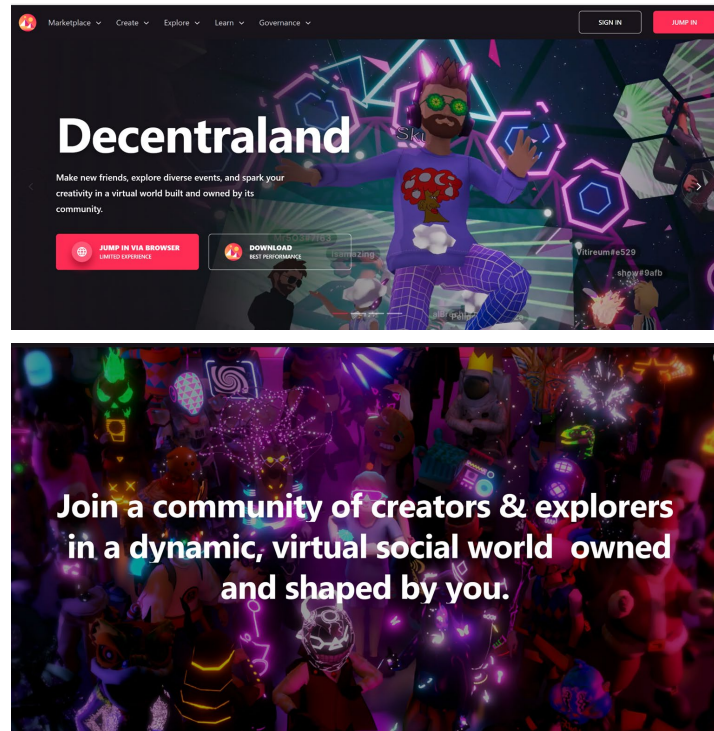 Marketplace Create Explore Learn Governance SIGN IN JUMP IN
Decentraland
Make new friends, explore diverse events, and spark your
creativity in a virtual world built and owned by its
community.
JUMP IN VIA BROWSER
LIMITED EXPERIENCE
DOWNLOAD
BEST PERFORMANCE
Vitireum#e529
show#9afb
Join a community of creators & explorers
in a dynamic, virtual social world owned
and shaped by you.